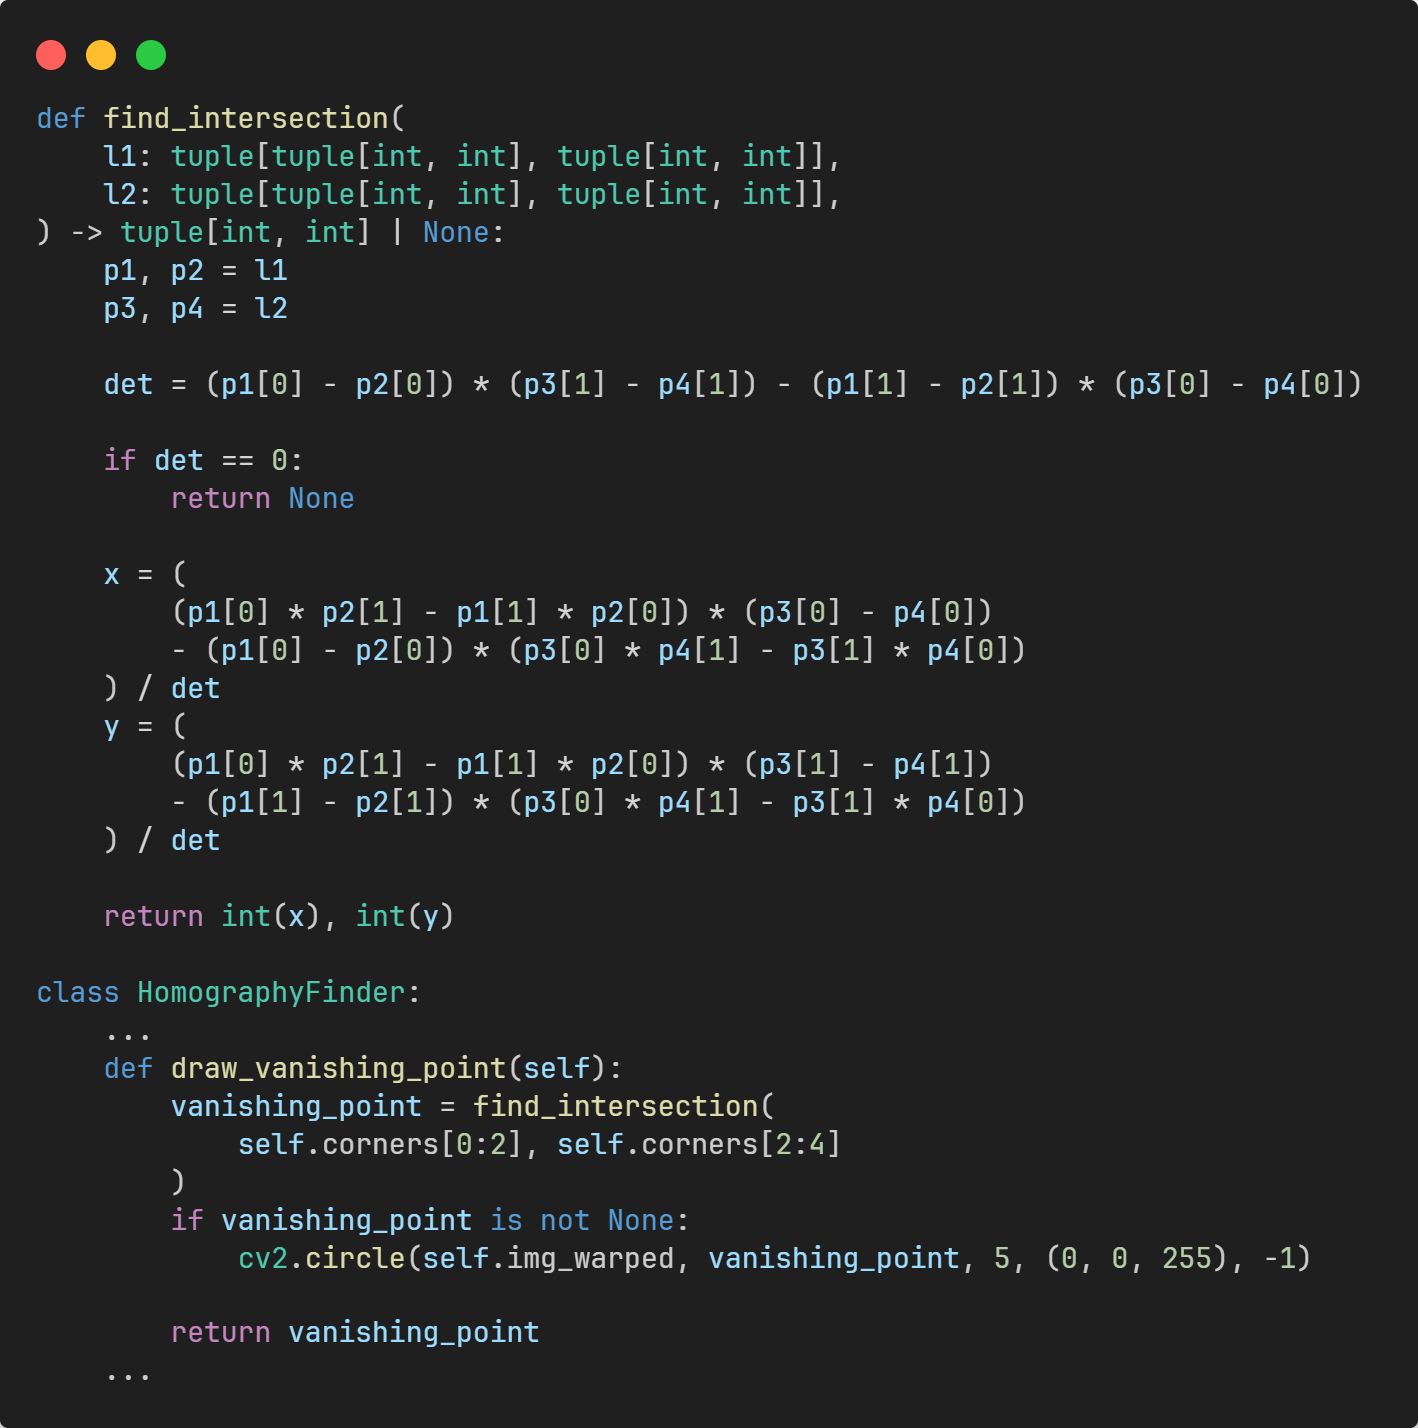 def find_intersection(
    l1: tuple[tuple[int, int], tuple[int, int]],
    l2: tuple[tuple[int, int], tuple[int, int]],
) -> tuple[int, int] | None:
    p1, p2 = l1
    p3, p4 = l2

    det = (p1[0] - p2[0]) * (p3[1] - p4[1]) - (p1[1] - p2[1]) * (p3[0] - p4[0])

    if det == 0:
        return None

    x = (
        (p1[0] * p2[1] - p1[1] * p2[0]) * (p3[0] - p4[0])
        - (p1[0] - p2[0]) * (p3[0] * p4[1] - p3[1] * p4[0])
    ) / det
    y = (
        (p1[0] * p2[1] - p1[1] * p2[0]) * (p3[1] - p4[1])
        - (p1[1] - p2[1]) * (p3[0] * p4[1] - p3[1] * p4[0])
    ) / det

    return int(x), int(y)

class HomographyFinder:
    ...
    def draw_vanishing_point(self):
        vanishing_point = find_intersection(
            self.corners[0:2], self.corners[2:4]
        )
        if vanishing_point is not None:
            cv2.circle(self.img_warped, vanishing_point, 5, (0, 0, 255), -1)

        return vanishing_point
    ...